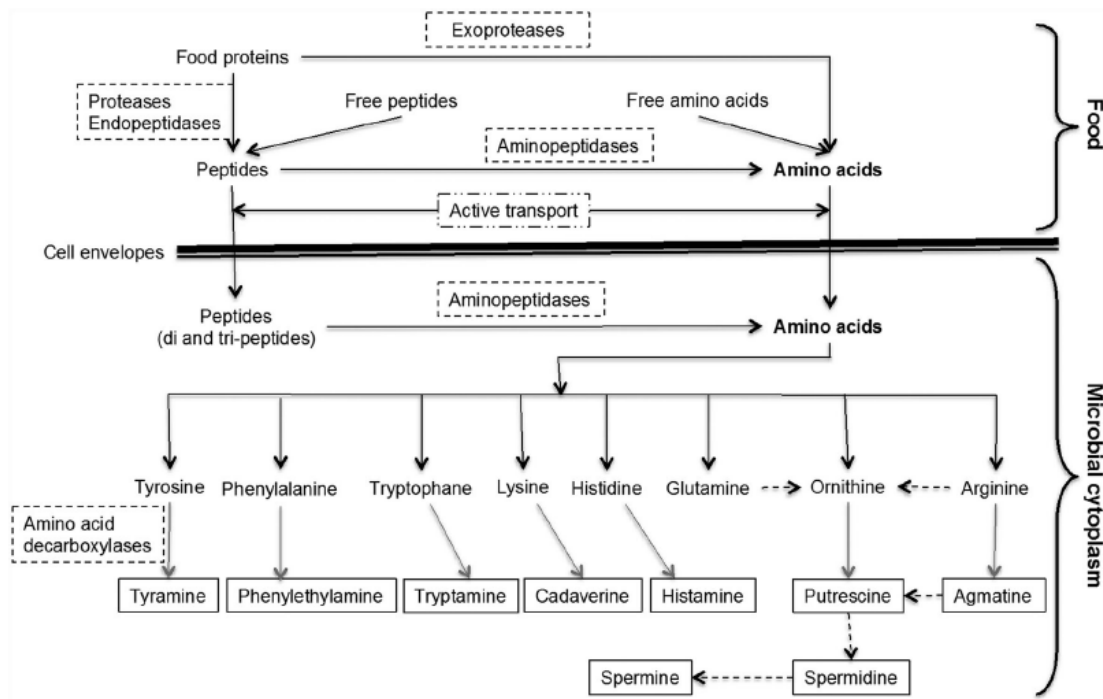 Exoproteases
Food proteins
Proteases
Endopeptidases
Free peptides
Free amino acids
Aminopeptidases
Peptides
Amino acids
Active transport
Food
Cell envelopes
Aminopeptidases
Peptides
(di and tri-peptides)
Amino acids
Microbial cytoplasm
Tyrosine
Phenylalanine
Tryptophane
Lysine
Histidine
Glutamine
Ornithine
Arginine
Amino acid
decarboxylases
Tyramine
Phenylethylamine
Tryptamine
Cadaverine
Histamine
Putrescine
Agmatine
Spermine
Spermidine